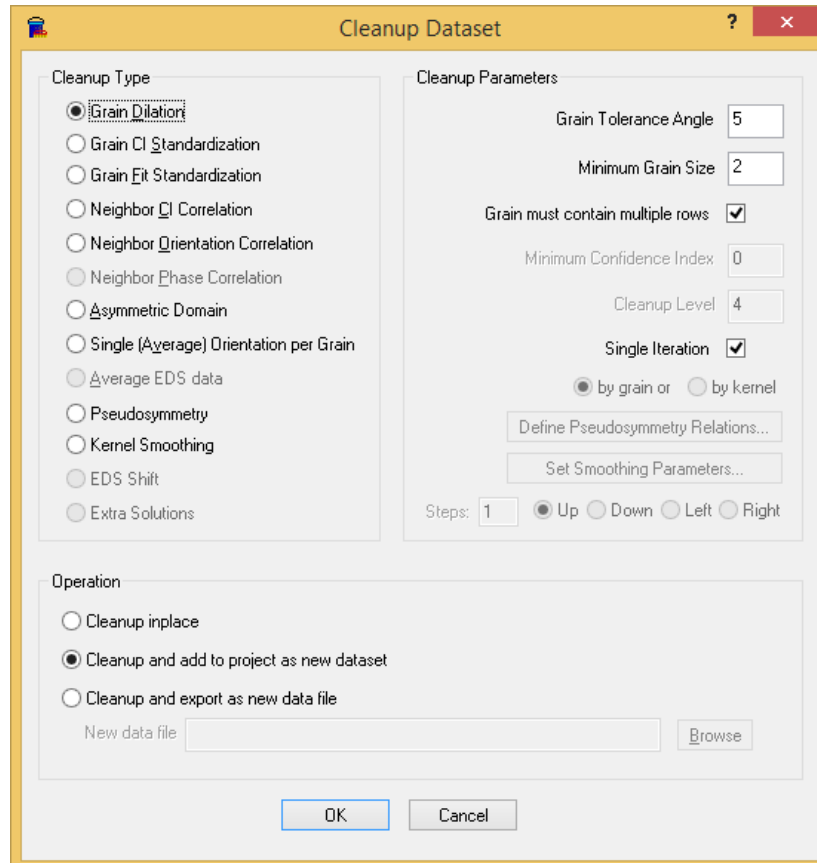 Cleanup Dataset
?
Cleanup Type
Grain Dilation
Grain CI Standardization
Grain Fit Standardization
Neighbor CI Correlation
Neighbor Orientation Correlation
Neighbor Phase Correlation
Asymmetric Domain
Single (Average) Orientation per Grain
Average EDS data
Pseudosymmetry
Kernel Smoothing
EDS Shift
Extra Solutions
Cleanup Parameters
Grain Tolerance Angle 5
Minimum Grain Size 2
Grain must contain multiple rows
Minimum Confidence Index 0
Cleanup Level 4
Single Iteration
by grain or by kernel
Define Pseudosymmetry Relations...
Set Smoothing Parameters...
Steps: 1 Up Down Left Right
Operation
Cleanup inplace
Cleanup and add to project as new dataset
Cleanup and export as new data file
New data file Browse
OK Cancel